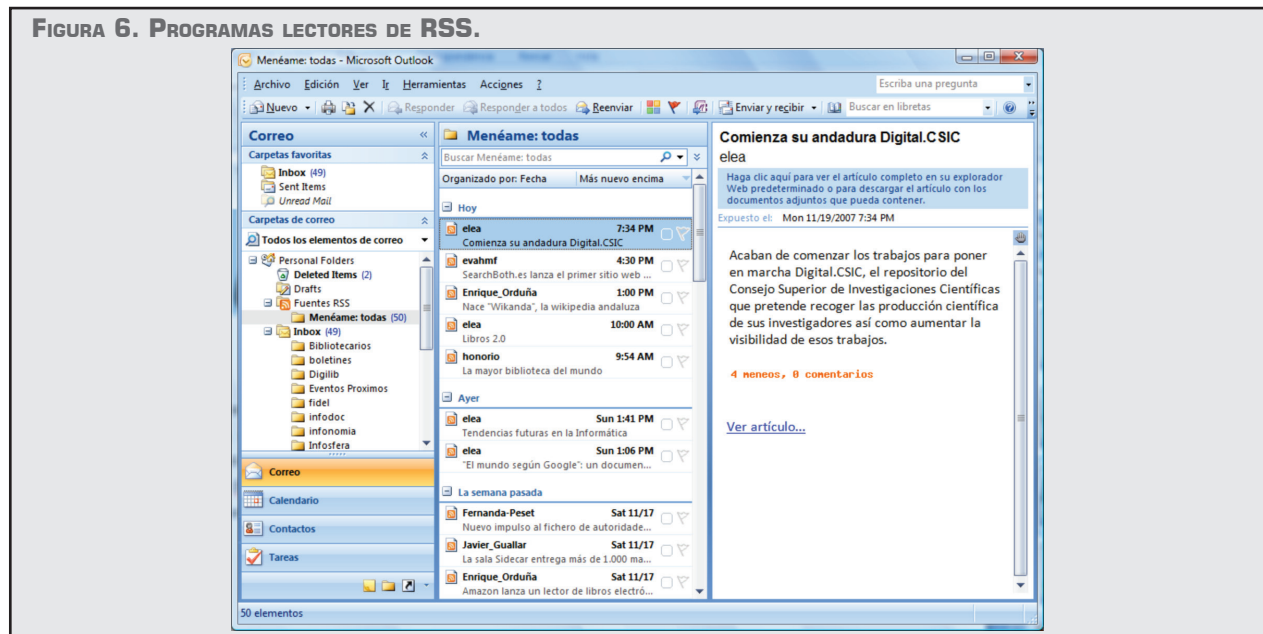 FIGURA 6. PROGRAMAS LECTORES DE RSS.
Menéame: todas - Microsoft Outlook
Archivo Edición Ver Ir Herramientas Acciones ?
Escriba una pregunta
Nuevo Responder Responder a todos Reenviar Enviar y recibir Buscar en libretas
Correo
Carpetas favoritas
Inbox (49)
Sent Items
Unread Mail
Carpetas de correo
Todos los elementos de correo
Personal Folders
Deleted Items (2)
Drafts
Fuentes RSS
Menéame: todas (50)
Inbox (49)
Bibliotecarios
boletines
Digilib
Eventos Proximos
fidel
infodoc
infonomia
Infosfera
Correo
Calendario
Contactos
Tareas
50 elementos
Menéame: todas
Buscar Menéame: todas
Organizado por: Fecha Más nuevo encima
Hoy
elea 7:34 PM
Comienza su andadura Digital.CSIC
evahmf 4:30 PM
SearchBoth.es lanza el primer sitio web ...
Enrique_Orduña 1:00 PM
Nace "Wikanda", la wikipedia andaluza
elea 10:00 AM
Libros 2.0
honorio 9:54 AM
La mayor biblioteca del mundo
Ayer
elea Sun 1:41 PM
Tendencias futuras en la Informática
elea Sun 1:06 PM
"El mundo según Google": un documen...
La semana pasada
Fernanda-Peset Sat 11/17
Nuevo impulso al fichero de autoridade...
Javier_Guallar Sat 11/17
La sala Sidecar entrega más de 1.000 ma...
Enrique_Orduña Sat 11/17
Amazon lanza un lector de libros electró...
Comienza su andadura Digital.CSIC
elea
Haga clic aquí para ver el artículo completo en su explorador
Web predeterminado o para descargar el artículo con los
documentos adjuntos que pueda contener.
Expuesto el: Mon 11/19/2007 7:34 PM
Acaban de comenzar los trabajos para poner
en marcha Digital.CSIC, el repositorio del
Consejo Superior de Investigaciones Científicas
que pretende recoger las producción científica
de sus investigadores así como aumentar la
visibilidad de esos trabajos.
4 meneos, 0 comentarios
Ver artículo...